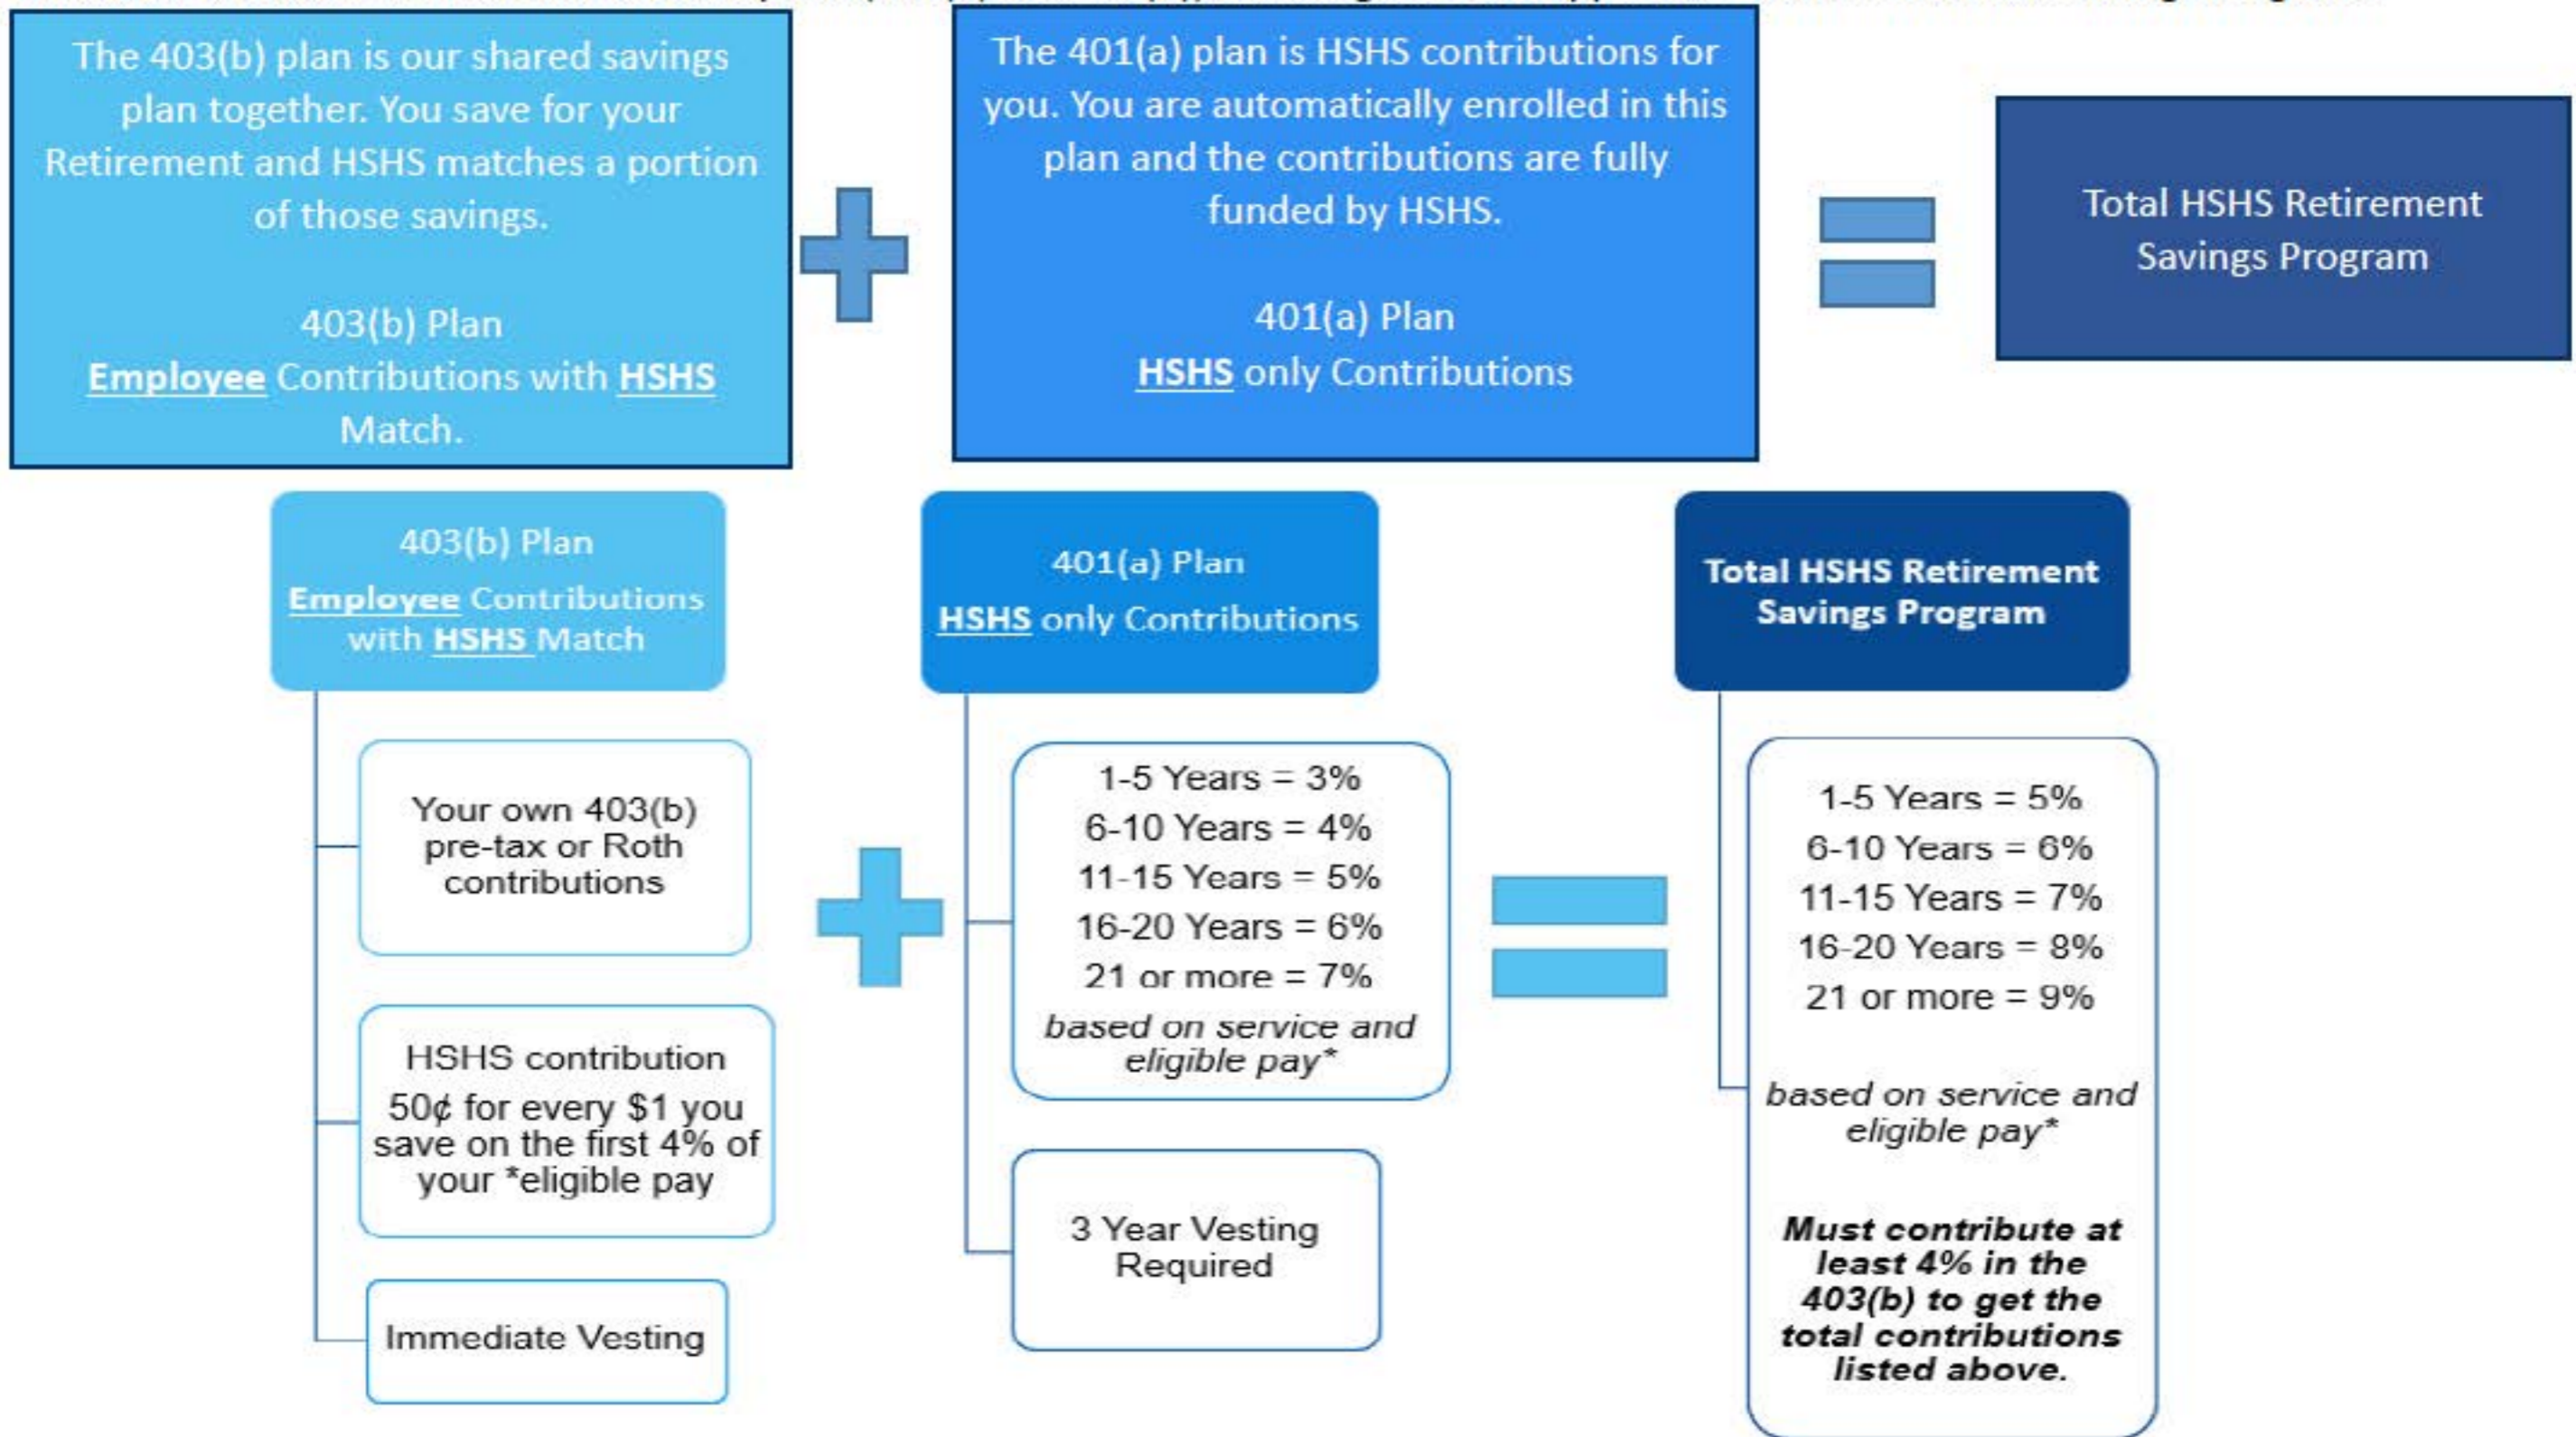 The 403(b) plan is our shared savings
plan together. You save for your
Retirement and HSHS matches a portion
of those savings.
403(b) Plan
Employee Contributions with HSHS
Match.
The 401(a) plan is HSHS contributions for
you. You are automatically enrolled in this
plan and the contributions are fully
funded by HSHS.
401(a) Plan
HSHS only Contributions
Total HSHS Retirement
Savings Program
403(b) Plan
Employee Contributions
with HSHS Match
Your own 403(b)
pre-tax or Roth
contributions
HSHS contribution
50¢ for every $1 you
save on the first 4% of
your *eligible pay
Immediate Vesting
401(a) Plan
HSHS only Contributions
1-5 Years = 3%
6-10 Years = 4%
11-15 Years = 5%
16-20 Years = 6%
21 or more = 7%
based on service and
eligible pay*
3 Year Vesting
Required
Total HSHS Retirement
Savings Program
1-5 Years = 5%
6-10 Years = 6%
11-15 Years = 7%
16-20 Years = 8%
21 or more = 9%
based on service and
eligible pay*
Must contribute at
least 4% in the
403(b) to get the
total contributions
listed above.